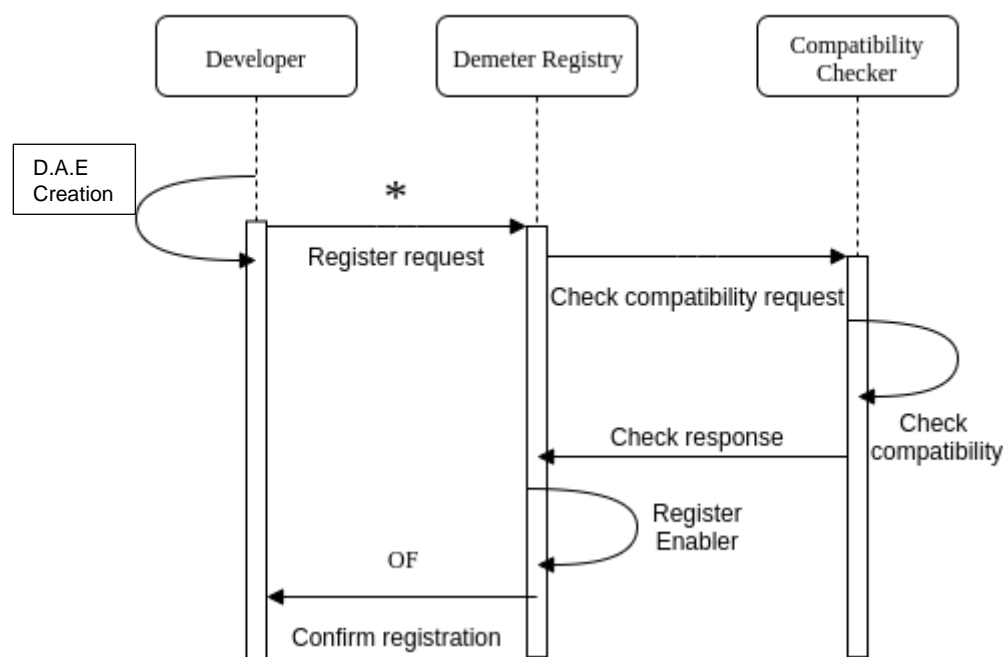 Developer
Demeter Registry
Compatibility
Checker
D.A.E
Creation
*
Register request
Check compatibility request
Check
compatibility
Check response
Register
Enabler
OF
Confirm registration